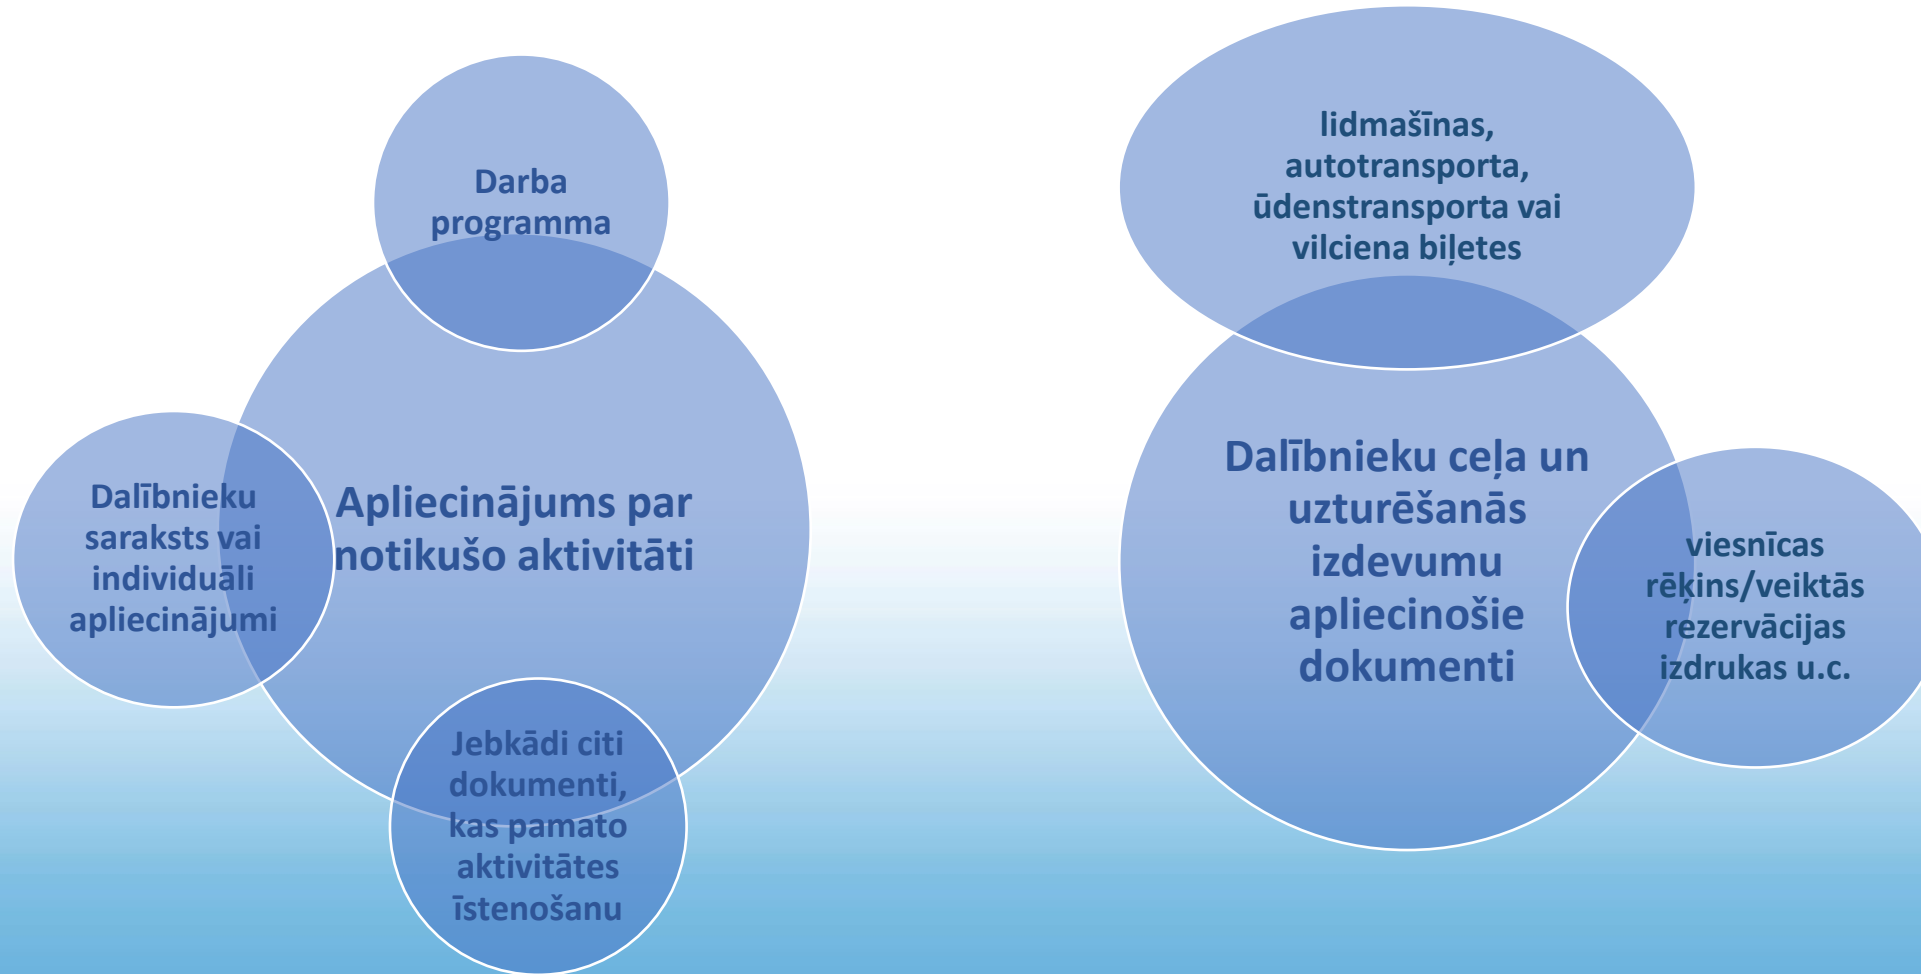 Darba
programma
Dalībnieku
saraksts vai
individuāli
apliecinājumi
Apliecinājums par
notikušo aktivitāti
Jebkādi citi
dokumenti,
kas pamato
aktivitātes
īstenošanu
lidmašīnas,
autotransporta,
ūdenstransporta vai
vilciena biļetes
Dalībnieku ceļa un
uzturēšanās
izdevumu
apliecinošie
dokumenti
viesnīcas
rēķins/veiktās
rezervācijas
izdrukas u.c.